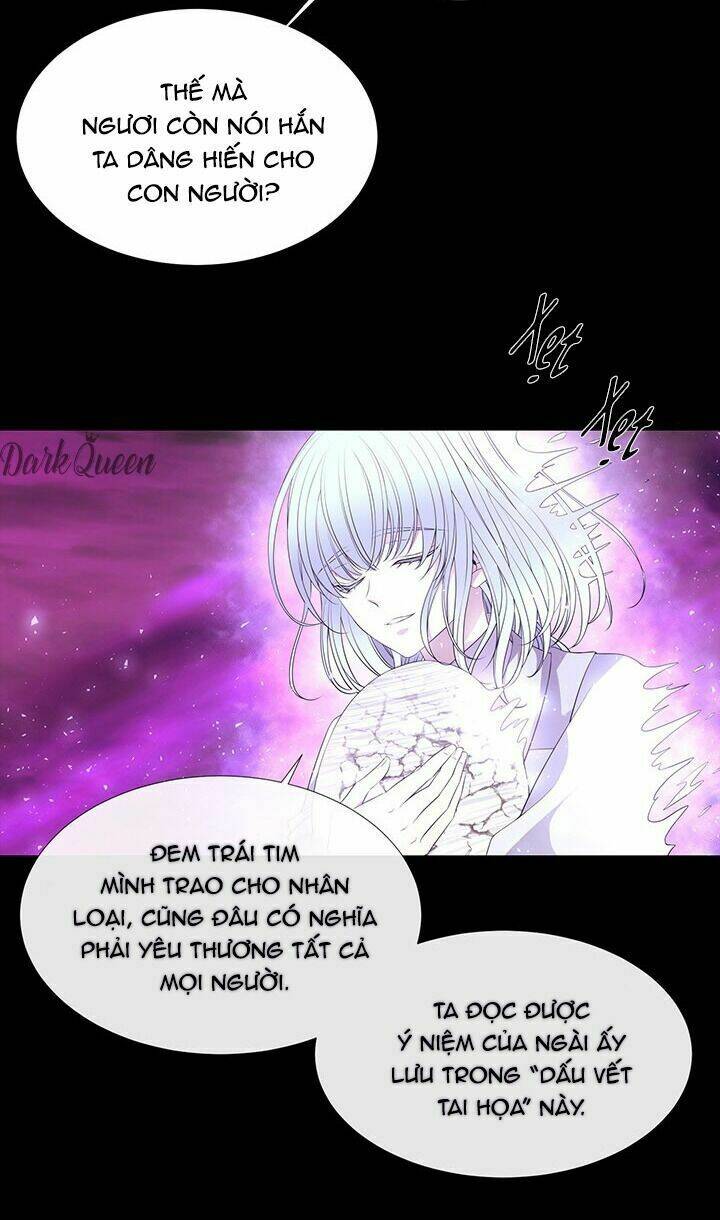 THẾ MÀ
NGƯƠI CÒN NÓI HẮN
TA DÂNG HIẾN CHO
CON NGƯỜI?
Xẹt
Xẹt
DarkQueen
ĐEM TRÁI TIM
MÌNH TRAO CHO NHÂN
LOẠI, CŨNG ĐÂU CÓ NGHĨA
PHẢI YÊU THƯƠNG TẤT CẢ
MỌI NGƯỜI.
TA ĐỌC ĐƯỢC
Ý NIỆM CỦA NGÀI ẤY
LƯU TRONG "DẤU VẾT
TAI HỌA" NÀY.